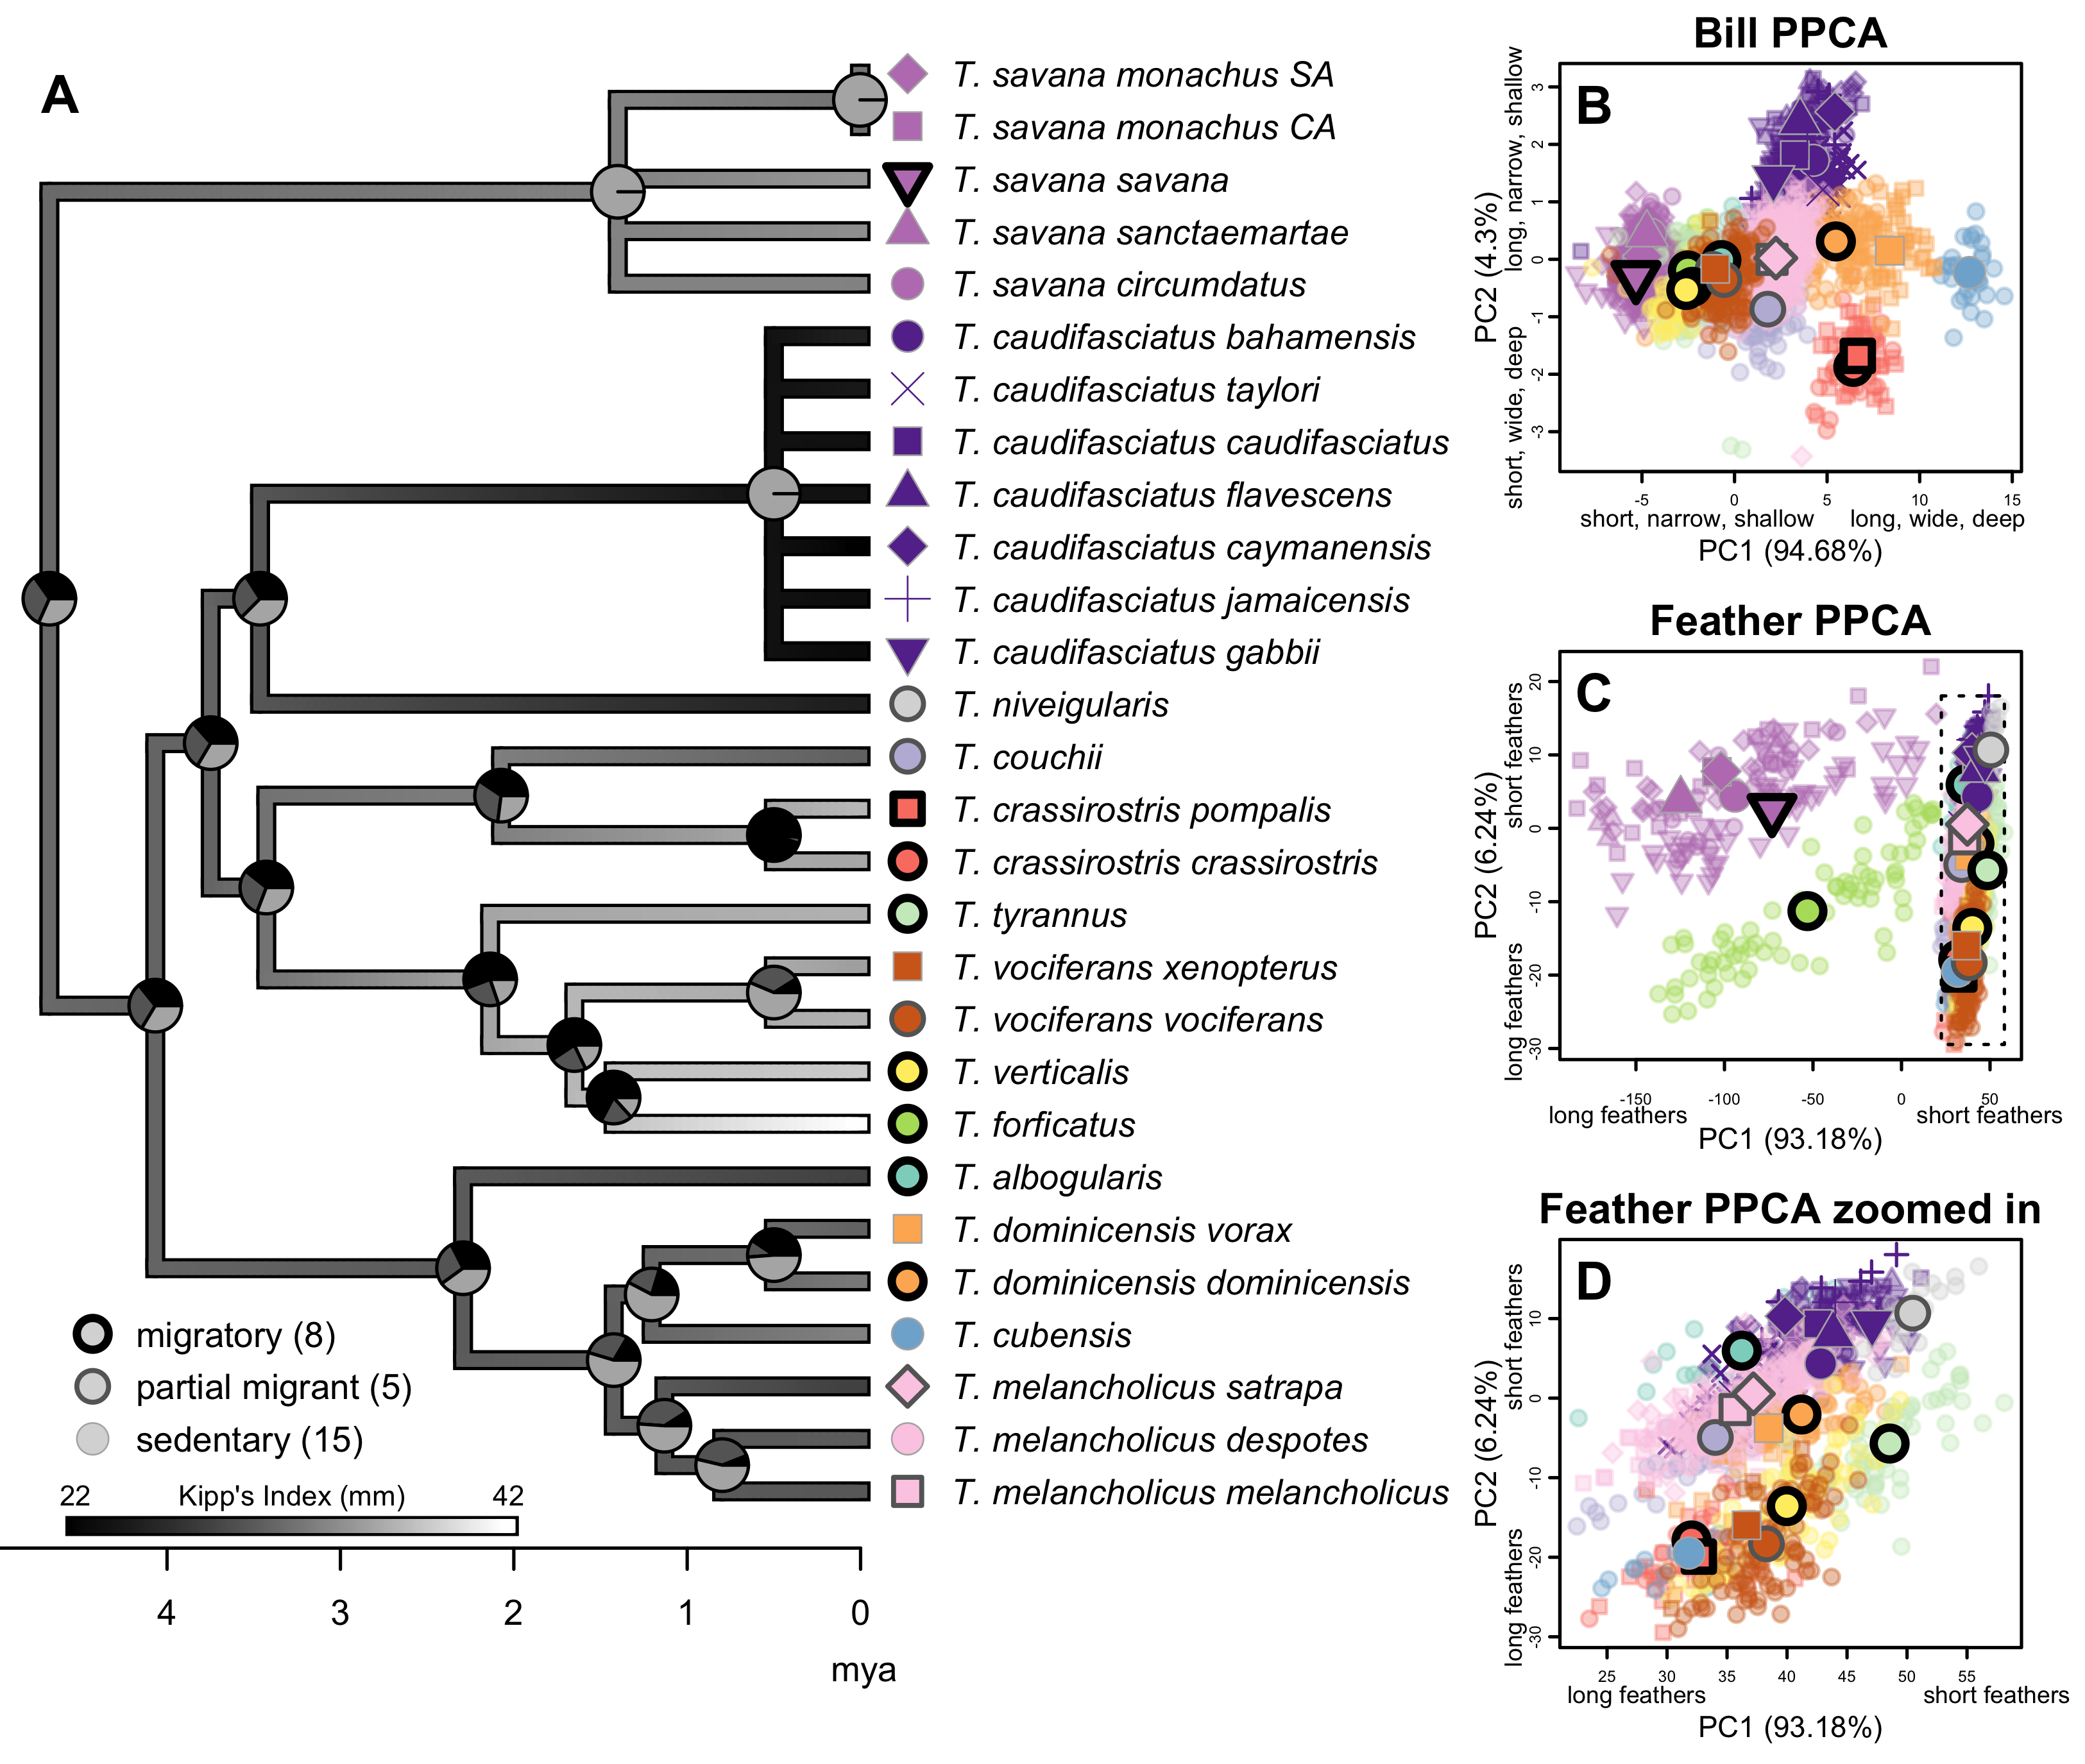 A
T. savana monachus SA
T. savana monachus CA
T. savana savana
T. savana sanctaemartae
T. savana circumdatus
T. caudifasciatus bahamensis
T. caudifasciatus taylori
T. caudifasciatus caudifasciatus
T. caudifasciatus flavescens
T. caudifasciatus caymanensis
T. caudifasciatus jamaicensis
T. caudifasciatus gabbii
T. niveigularis
T. couchii
T. crassirostris pompalis
T. crassirostris crassirostris
T. tyrannus
T. vociferans xenopterus
T. vociferans vociferans
T. verticalis
T. forficatus
T. albogularis
T. dominicensis vorax
T. dominicensis dominicensis
T. cubensis
T. melancholicus satrapa
T. melancholicus despotes
T. melancholicus melancholicus
migratory (8)
partial migrant (5)
sedentary (15)
22 Kipp's Index (mm) 42
4 3 2 1 0
mya
Bill PPCA
B
PC2 (4.3%)
short, wide, deep long, narrow, shallow
3
2
1
0
-1
-2
-3
-5 0 5 10 15
short, narrow, shallow long, wide, deep
PC1 (94.68%)
Feather PPCA
C
PC2 (6.24%)
long feathers short feathers
20
10
0
-10
-20
-30
-150 -100 -50 0 50
long feathers short feathers
PC1 (93.18%)
Feather PPCA zoomed in
D
PC2 (6.24%)
long feathers short feathers
10
0
-10
-20
-30
25 30 35 40 45 50 55
long feathers short feathers
PC1 (93.18%)